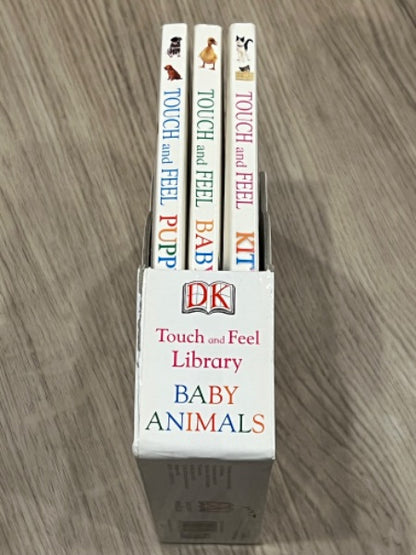 TOUCH and FEEL PUPP
TOUCH and FEEL BABY
TOUCH and FEEL KIT
DK
Touch and Feel
Library
BABY
ANIMALS